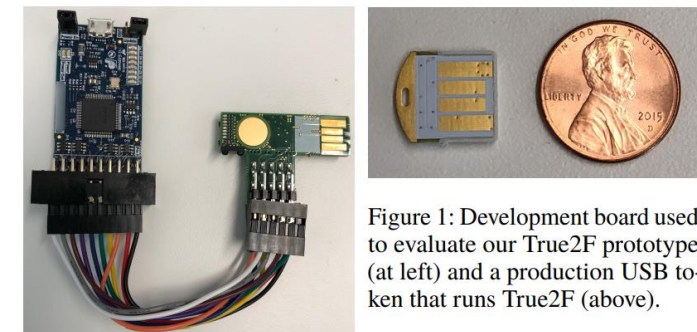 IN GOD WE TRUST
LIBERTY
2015
D
Figure 1: Development board used
to evaluate our True2F prototype
(at left) and a production USB to-
ken that runs True2F (above).